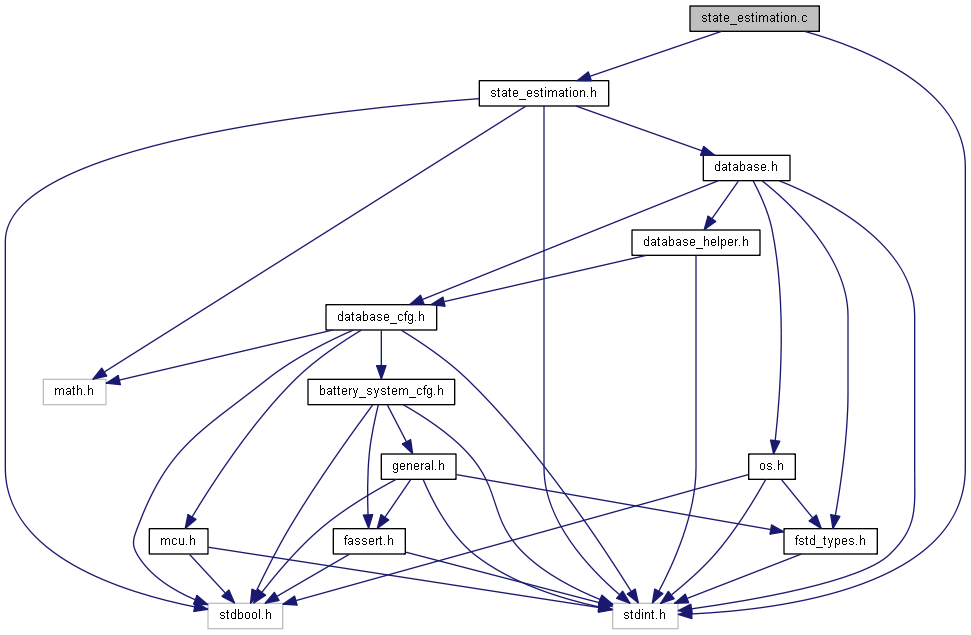 state_estimation.c
state_estimation.h
database.h
database_helper.h
database_cfg.h
math.h
battery_system_cfg.h
general.h
os.h
mcu.h
fassert.h
fstd_types.h
stdbool.h
stdint.h